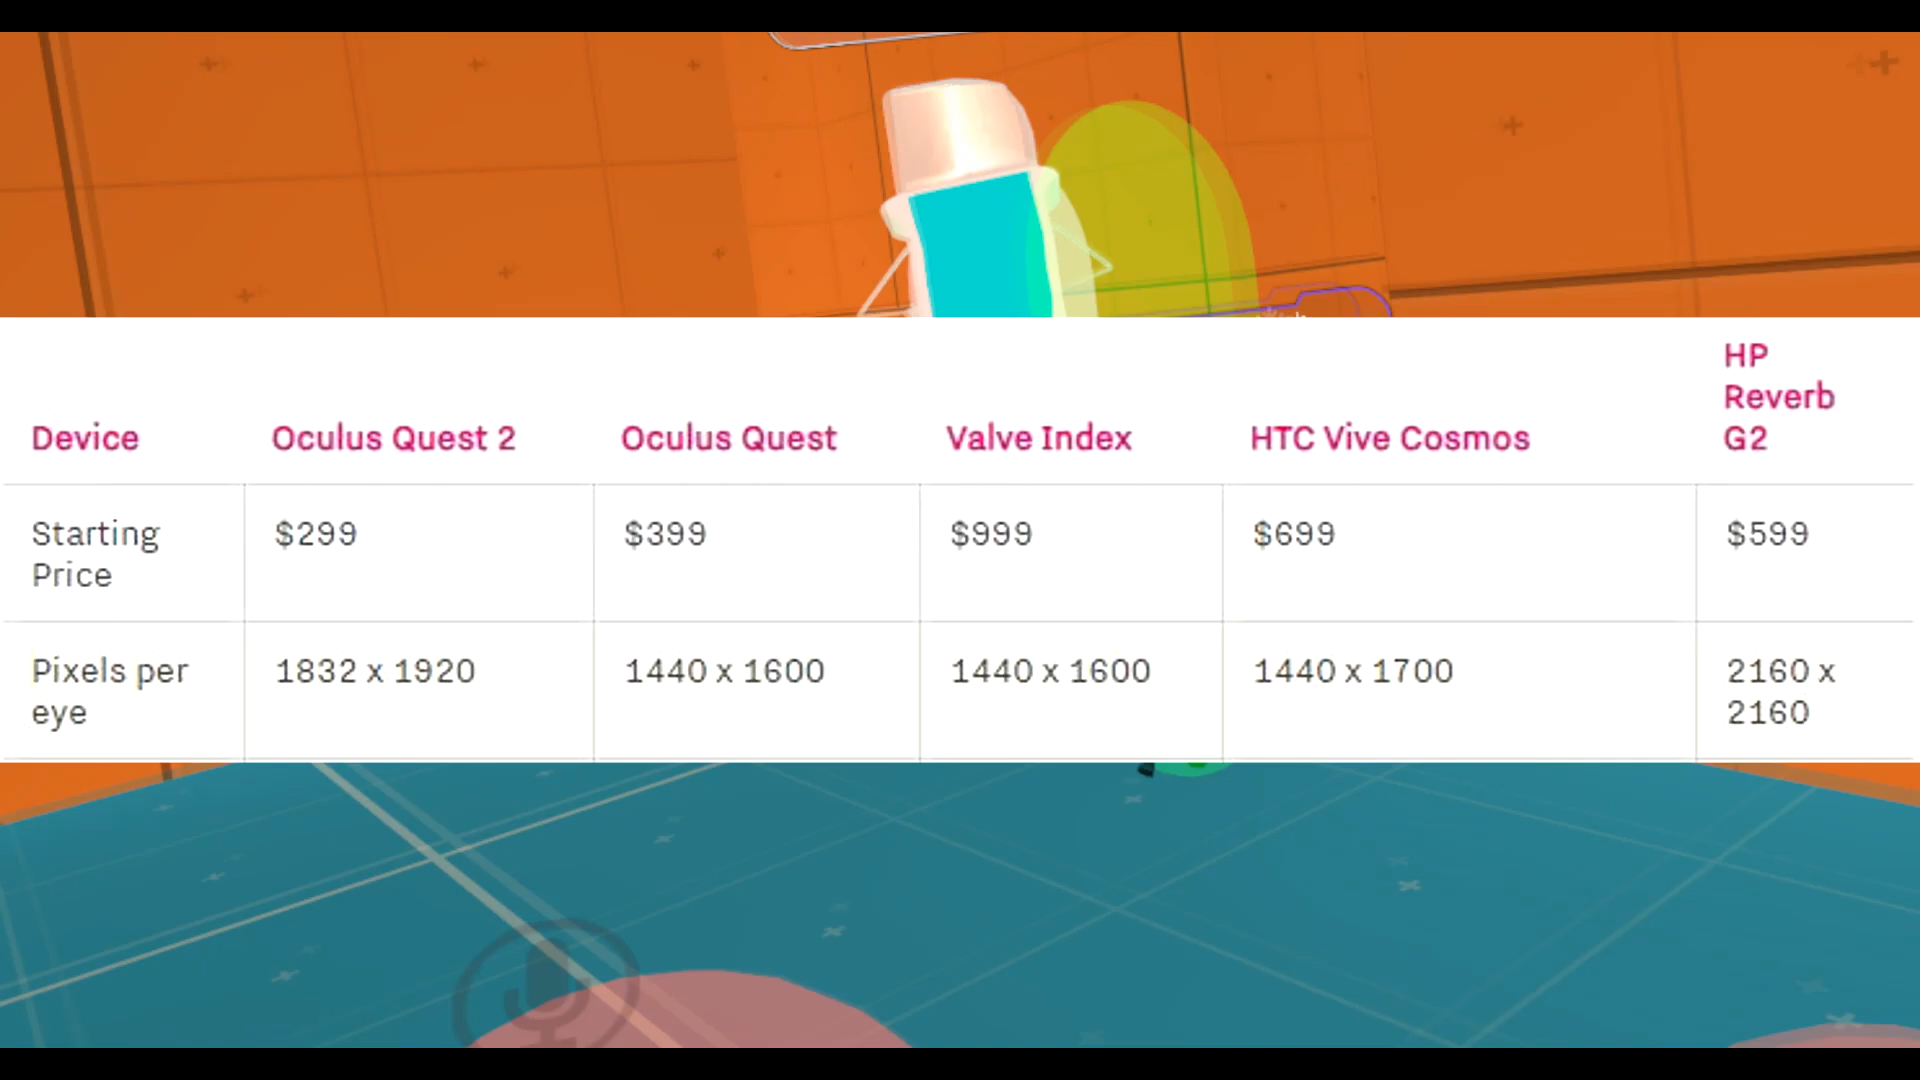 Device Oculus Quest 2 Oculus Quest Valve Index HTC Vive Cosmos HP
Reverb
G2
Starting
Price $299 $399 $999 $699 $599
Pixels per
eye 1832 x 1920 1440 x 1600 1440 x 1600 1440 x 1700 2160 x
2160